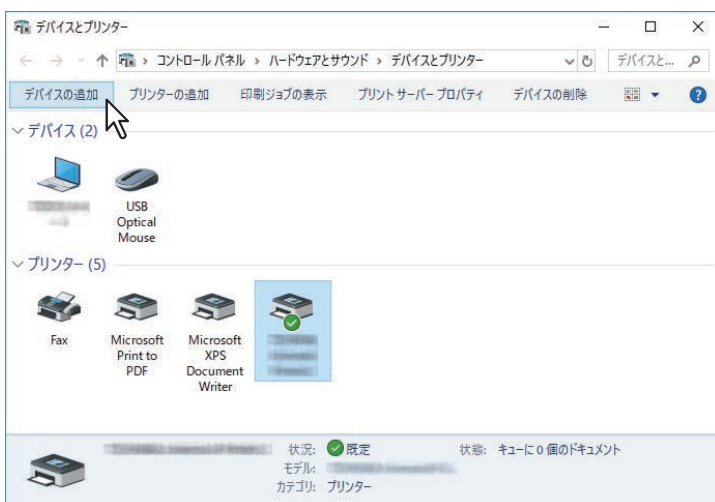 デバイスとプリンター
コントロール パネル › ハードウェアとサウンド › デバイスとプリンター
デバイスと...
デバイスの追加 プリンターの追加 印刷ジョブの表示 プリント サーバー プロパティ デバイスの削除
デバイス (2)
USB
Optical
Mouse
プリンター (5)
Fax
Microsoft
Print to
PDF
Microsoft
XPS
Document
Writer
状況: 既定 状態: キューに 0 個のドキュメント
モデル:
カテゴリ: プリンター